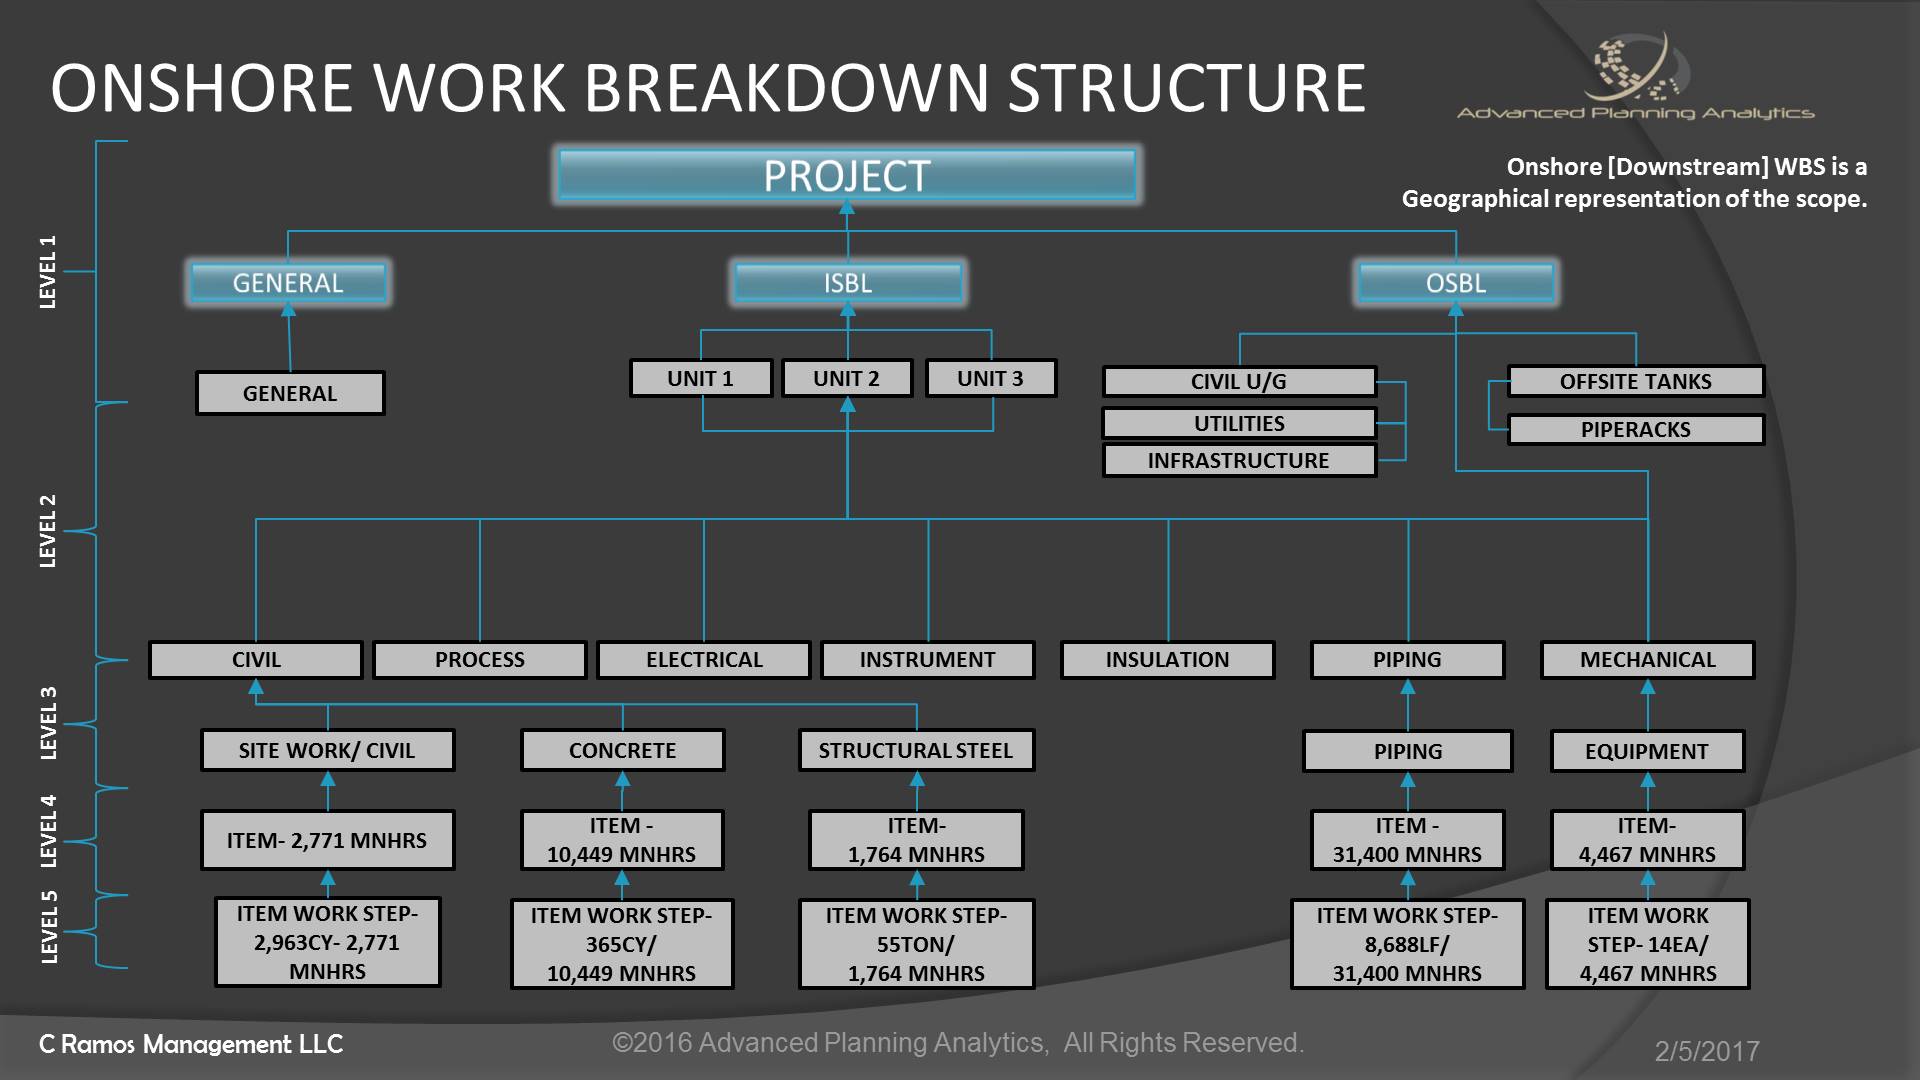 ONSHORE WORK BREAKDOWN STRUCTURE
Advanced Planning Analytics
Onshore [Downstream] WBS is a
Geographical representation of the scope.
PROJECT
LEVEL 1
GENERAL
ISBL
OSBL
GENERAL
UNIT 1
UNIT 2
UNIT 3
CIVIL U/G
UTILITIES
INFRASTRUCTURE
OFFSITE TANKS
PIPERACKS
LEVEL 2
CIVIL
PROCESS
ELECTRICAL
INSTRUMENT
INSULATION
PIPING
MECHANICAL
LEVEL 3
SITE WORK/ CIVIL
CONCRETE
STRUCTURAL STEEL
PIPING
EQUIPMENT
LEVEL 4
ITEM- 2,771 MNHRS
ITEM -
10,449 MNHRS
ITEM-
1,764 MNHRS
ITEM -
31,400 MNHRS
ITEM-
4,467 MNHRS
LEVEL 5
ITEM WORK STEP-
2,963CY- 2,771
MNHRS
ITEM WORK STEP-
365CY/
10,449 MNHRS
ITEM WORK STEP-
55TON/
1,764 MNHRS
ITEM WORK STEP-
8,688LF/
31,400 MNHRS
ITEM WORK
STEP- 14EA/
4,467 MNHRS
C Ramos Management LLC
©2016 Advanced Planning Analytics, All Rights Reserved.
2/5/2017